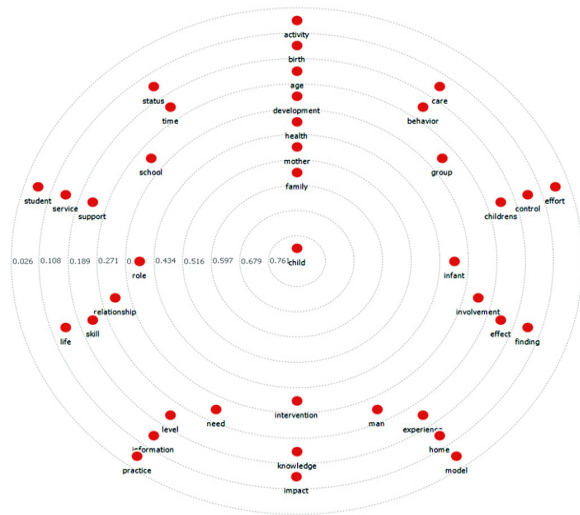 activity
birth
age
status
care
time
development
behavior
health
mother
school
group
family
student
service
support
childrens
control
effort
0.026 0.108 0.189 0.271 0.434 0.516 0.597 0.679 0.761
child
role
infant
relationship
involvement
life
skill
effect
finding
intervention
need
man
level
experience
information
home
knowledge
practice
model
impact